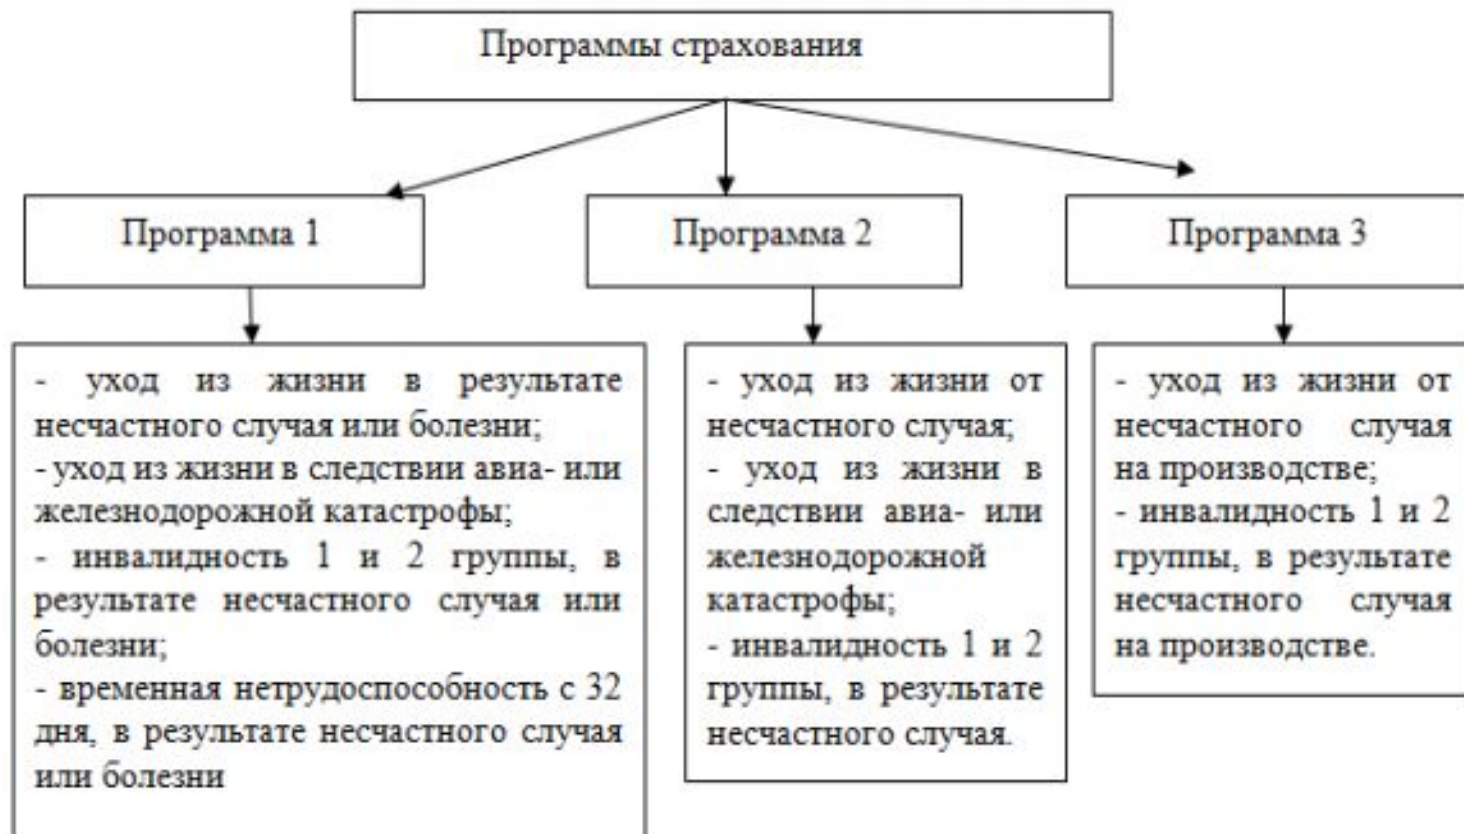 Программы страхования
Программа 1
Программа 2
Программа 3
- уход из жизни в результате
несчастного случая или болезни;
- уход из жизни в следствии авиа- или
железнодорожной катастрофы;
- инвалидность 1 и 2 группы, в
результате несчастного случая или
болезни;
- временная нетрудоспособность с 32
дня, в результате несчастного случая
или болезни
- уход из жизни от
несчастного случая;
- уход из жизни в
следствии авиа- или
железнодорожной
катастрофы;
- инвалидность 1 и 2
группы, в результате
несчастного случая.
- уход из жизни от
несчастного случая
на производстве;
- инвалидность 1 и 2
группы, в результате
несчастного случая
на производстве.